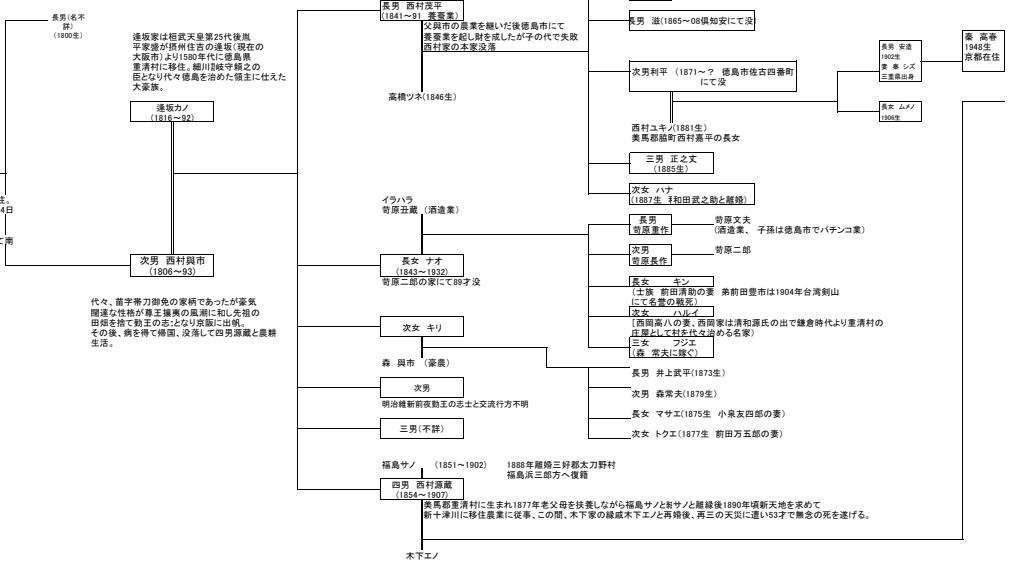 長男(名不
詳)
(1800生)
逢坂家は桓武天皇第25代後胤
平家盛が摂州住吉の逢坂(現在の
大阪市)より1580年代に徳島県
重清村に移住。細川讃岐守頼之の
臣となり代々徳島を治めた領主に仕えた
大豪族。
逢坂カノ
(1816～92)
住。
4日
て南
次男 西村與市
(1806～93)
代々、苗字帯刀御免の家柄であったが豪気
闊達な性格が尊王攘夷の風潮に和し先祖の
田畑を捨て勤王の志となり京阪に出帆。
その後、病を得て帰国、没落して四男源蔵と農耕
生活。
長男 西村茂平
(1841～91 養蚕業)
父與市の農業を継いだ後徳島市にて
養蚕業を起し財を成したが子の代で失敗
西村家の本家没落
高橋ツネ(1846生)
イラハラ
苛原丑蔵 (酒造業)
長女 ナオ
(1843～1932)
苛原二郎の家にて89才没
次女 キリ
森 與市 (豪農)
次男
明治維新前夜勤王の志士と交流行方不明
三男(不詳)
福島サノ (1851～1902) 1888年離婚三好郡太刀野村
福島浜三郎方へ復籍
四男 西村源蔵
(1854～1907)
美馬郡重清村に生まれ1877年老父母を扶養しながら福島サノと
サノと離縁後1890年頃新天地を求めて
新十津川に移住農業に従事、この間、木下家の縁戚木下エノと再婚後、再三の天災に遭い53才で無念の死を遂げる。
木下エノ
長男 滋(1865～08倶知安にて没)
次男利平 (1871～? 徳島市佐古四番町
にて没
西村ユキノ(1881生)
美馬郡脇町西村嘉平の長女
三男 正之丈
(1885生)
次女 ハナ
(1887生 和田武之助と離婚)
長男
苛原重作
苛原文夫
(酒造業、 子孫は徳島市でパチンコ業)
次男
苛原長作
苛原二郎
長女 キン
(士族 前田清助の妻 弟前田豊市は1904年台湾剣山
にて名誉の戦死)
次女 ハルイ
[西岡高八の妻、西岡家は清和源氏の出で鎌倉時代より重清村の
庄屋として村を代々治める名家)
三女 フジエ
(森 常夫に嫁ぐ)
長男 井上武平(1873生)
次男 森常夫(1879生)
長女 マサエ(1875生 小泉友四郎の妻)
次女 トクエ(1877生 前田万五郎の妻)
長男 安造
1902生
妻 秦 シズ
三重県出身
長女 ムメノ
1906生
秦 高春
1948生
京都在住